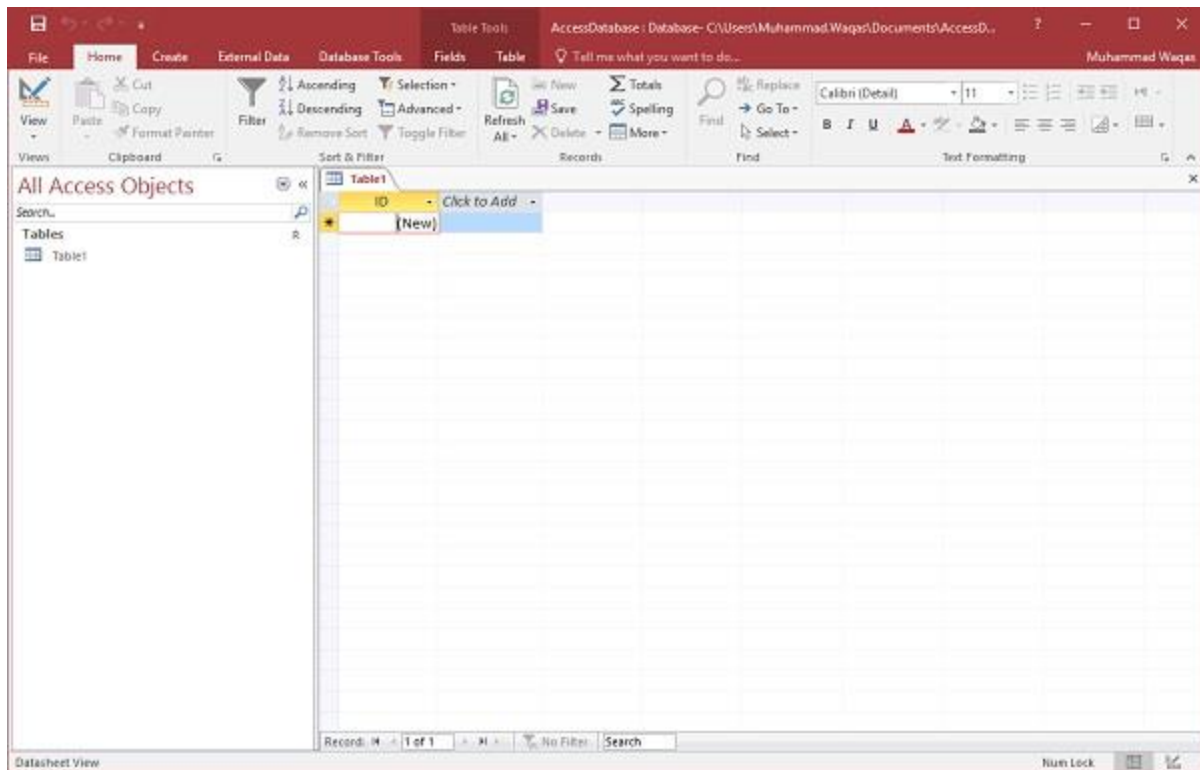 Table Tools AccessDatabase : Database- C:\Users\Muhammad.Waqas\Documents\AccessD... ?
File Home Create External Data Database Tools Fields Table Tell me what you want to do... Muhammad Waqas
View Paste Cut Copy Format Painter
Filter Ascending Descending Remove Sort Selection Advanced Toggle Filter
Refresh All New Save Delete Totals Spelling More
Find Replace Go To Select
Calibri (Detail) 11
B I U A
Views Clipboard Sort & Filter Records Find Text Formatting
All Access Objects
Search..
Tables
Table1
Table1
ID Click to Add
(New)
Record: 1 of 1 No Filter Search
Datasheet View Num Lock